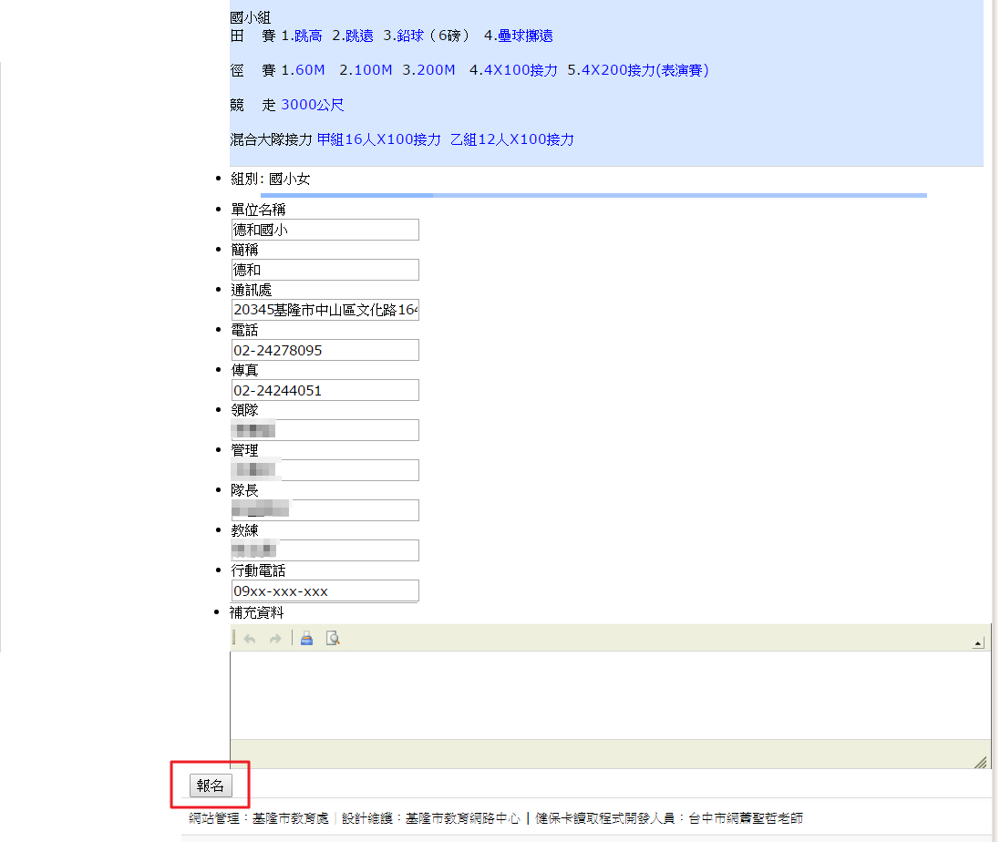 國小組
田 賽 1.跳高 2.跳遠 3.鉛球（6磅） 4.壘球擲遠
徑 賽 1.60M 2.100M 3.200M 4.4X100接力 5.4X200接力(表演賽)
競 走 3000公尺
混合大隊接力 甲組16人X100接力 乙組12人X100接力
組別: 國小女
單位名稱
德和國小
簡稱
德和
通訊處
20345基隆市中山區文化路164
電話
02-24278095
傳真
02-24244051
領隊
管理
隊長
教練
行動電話
09xx-xxx-xxx
補充資料
報名
網站管理：基隆市教育處 | 設計維護：基隆市教育網路中心 | 健保卡讀取程式開發人員：台中市網蕭聖哲老師